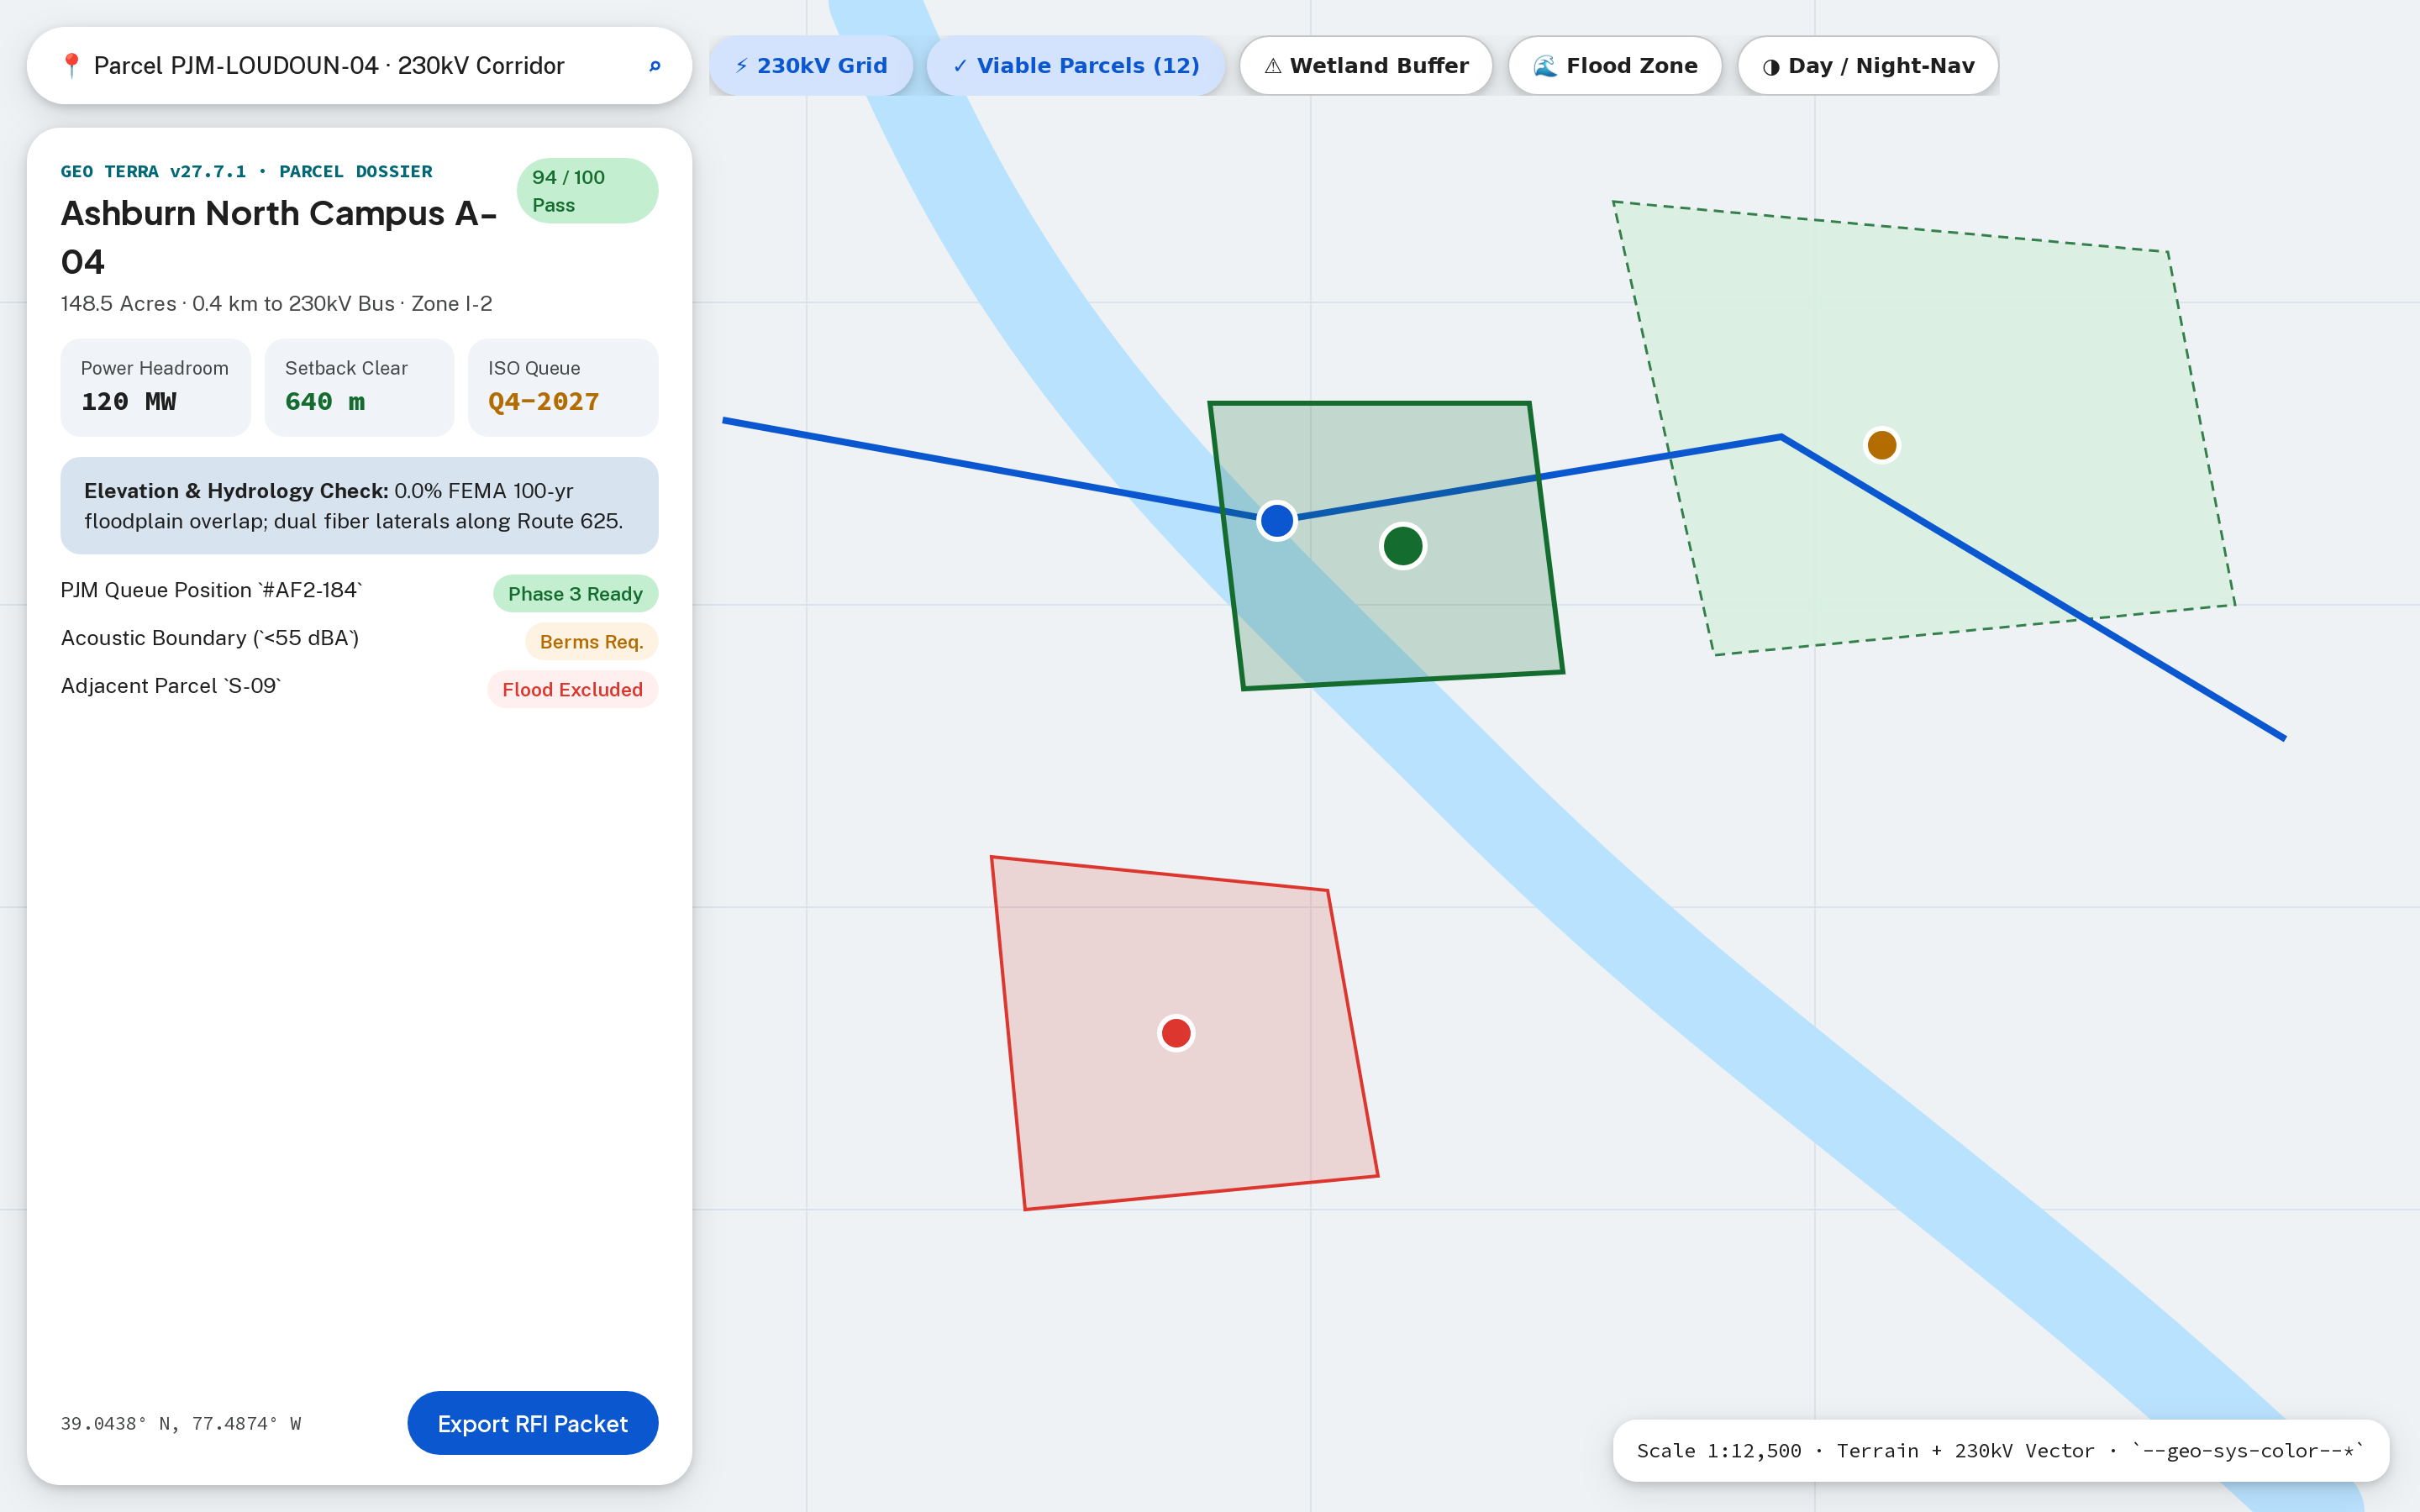 📍 Parcel PJM-LOUDOUN-04 · 230kV Corridor
⚡ 230kV Grid
✓ Viable Parcels (12)
⚠ Wetland Buffer
🌊 Flood Zone
◑ Day / Night-Nav
GEO TERRA v27.7.1 • PARCEL DOSSIER
94 / 100
Pass
Ashburn North Campus A-
04
148.5 Acres · 0.4 km to 230kV Bus · Zone I-2
Power Headroom
120 MW
Setback Clear
640 m
ISO Queue
Q4-2027
Elevation & Hydrology Check: 0.0% FEMA 100-yr
floodplain overlap; dual fiber laterals along Route 625.
PJM Queue Position `#AF2-184`
Phase 3 Ready
Acoustic Boundary (`<55 dBA`)
Berms Req.
Adjacent Parcel `S-09`
Flood Excluded
39.0438° N, 77.4874° W
Export RFI Packet
Scale 1:12,500 · Terrain + 230kV Vector · `--geo-sys-color--*`